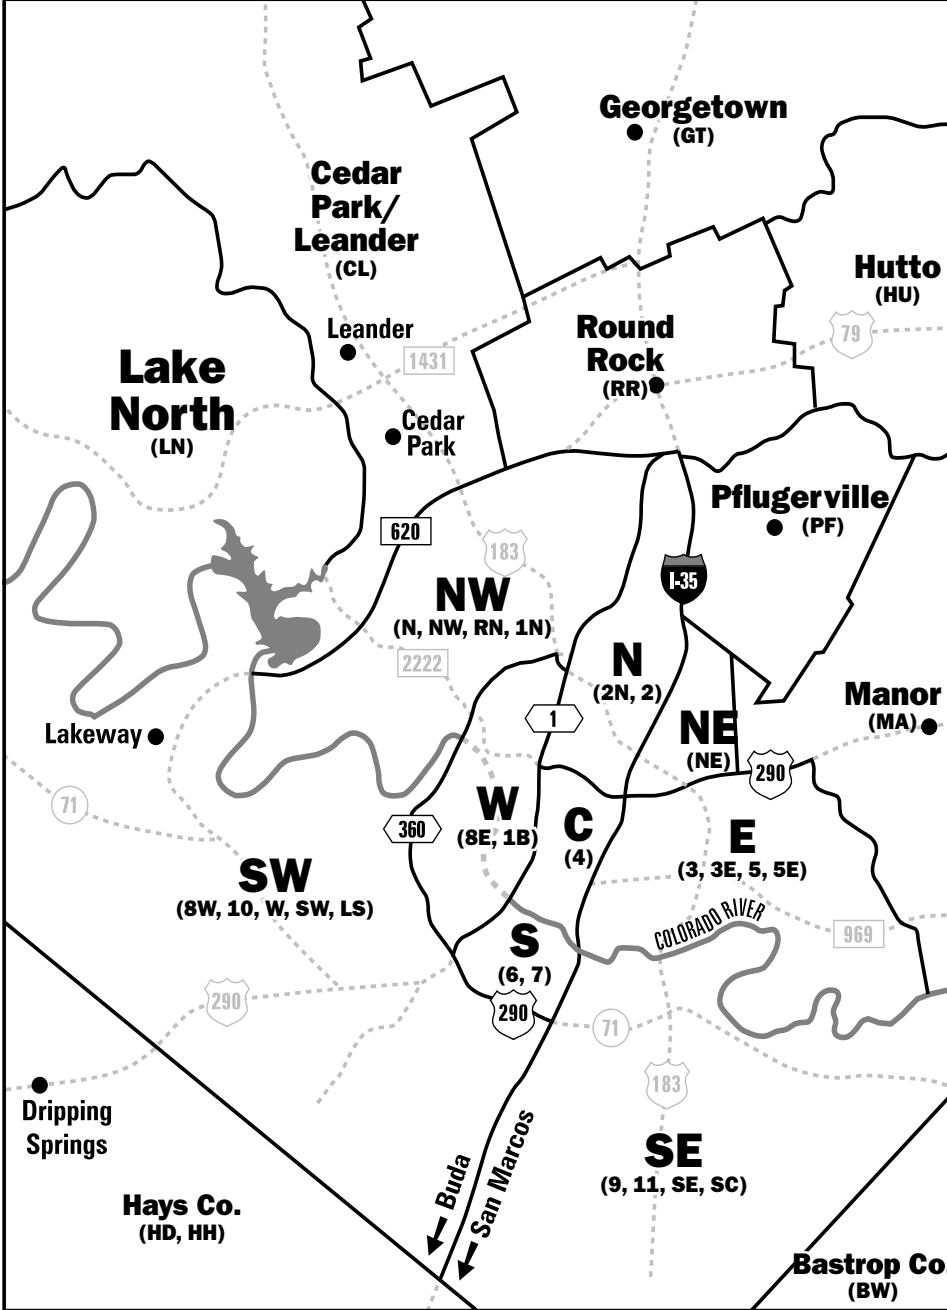 Georgetown
(GT)
Cedar
Park/
Leander
(CL)
Hutto
(HU)
Leander
1431
Round
Rock
(RR)
79
Lake
North
(LN)
Cedar
Park
Pflugerville
(PF)
620
183
I-35
NW
(N, NW, RN, 1N)
2222
N
(2N, 2)
Manor
(MA)
1
NE
(NE)
Lakeway
290
71
360
W
(8E, 1B)
C
(4)
E
(3, 3E, 5, 5E)
SW
(8W, 10, W, SW, LS)
COLORADO RIVER
969
S
(6, 7)
290
290
71
183
Dripping
Springs
SE
(9, 11, SE, SC)
Buda
San Marcos
Hays Co.
(HD, HH)
Bastrop Co.
(BW)